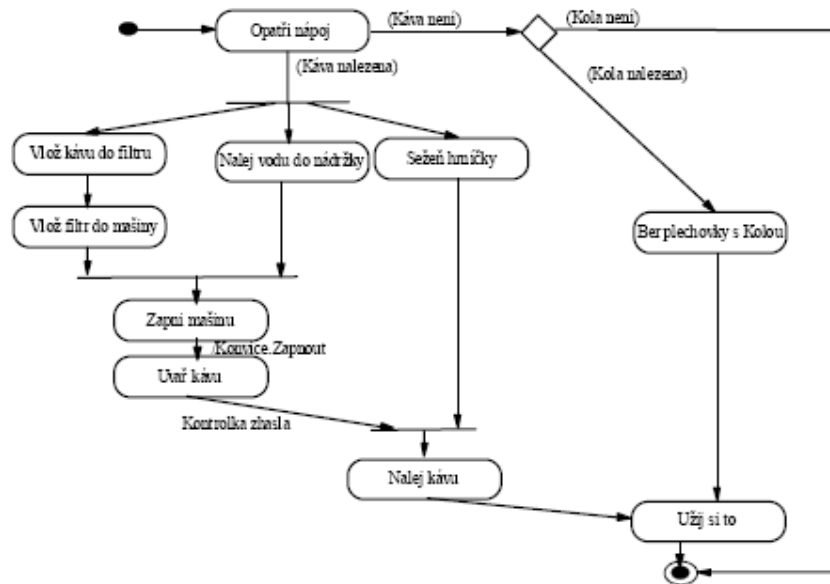 Opatři nápoj
(Káva není)
(Kola není)
(Káva nalezena)
(Kola nalezena)
Vlož kávu do filtru
Nalej vodu do nádržky
Sežeň hrníčky
Vlož filtr do mašiny
Ber plechovky s Kolou
Zapni mašinu
/Konvice.Zapnout
Uvař kávu
Kontrolka zhasla
Nalej kávu
Užij si to